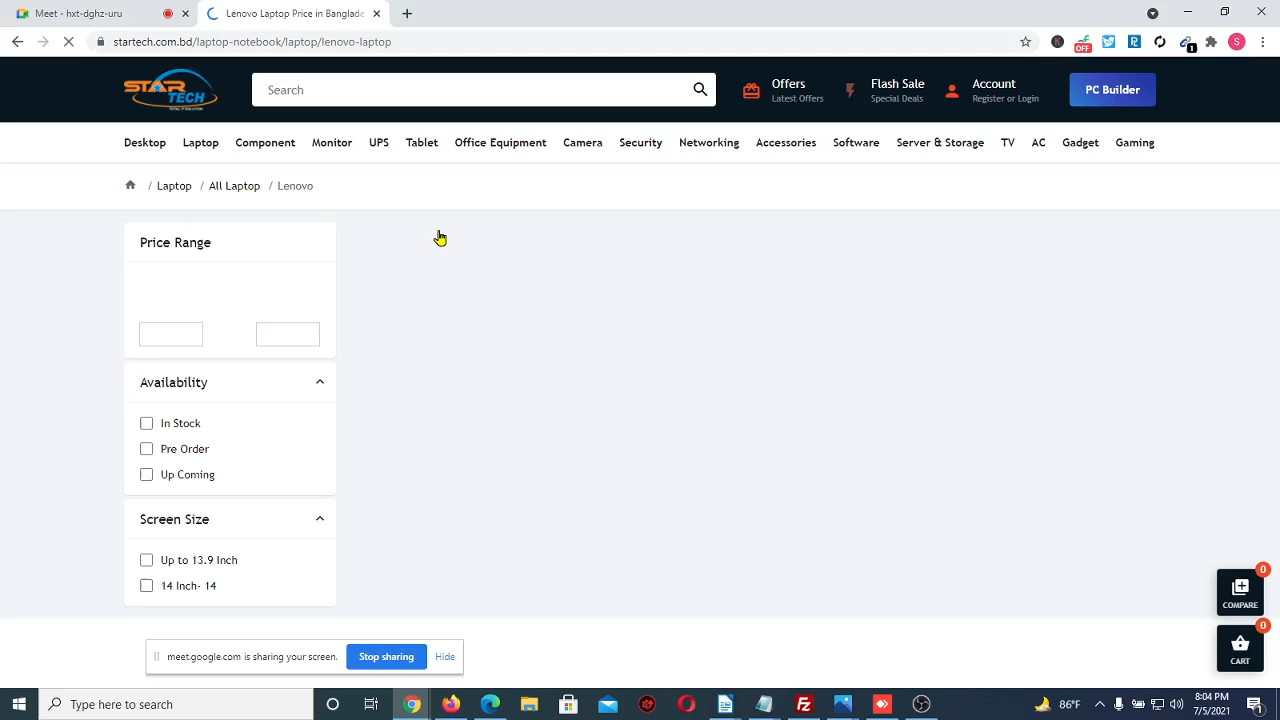 Meet - hxt-dghz-uru
Lenovo Laptop Price in Banglade
startech.com.bd/laptop-notebook/laptop/lenovo-laptop
OFF
1
S
STAR
TECH
Search
Offers
Latest Offers
Flash Sale
Special Deals
Account
Register or Login
PC Builder
Desktop Laptop Component Monitor UPS Tablet Office Equipment Camera Security Networking Accessories Software Server & Storage TV AC Gadget Gaming
/ Laptop / All Laptop / Lenovo
Price Range
Availability
In Stock
Pre Order
Up Coming
Screen Size
Up to 13.9 Inch
14 Inch- 14
0
COMPARE
0
CART
meet.google.com is sharing your screen. Stop sharing Hide
Type here to search
86°F
8:04 PM
7/5/2021